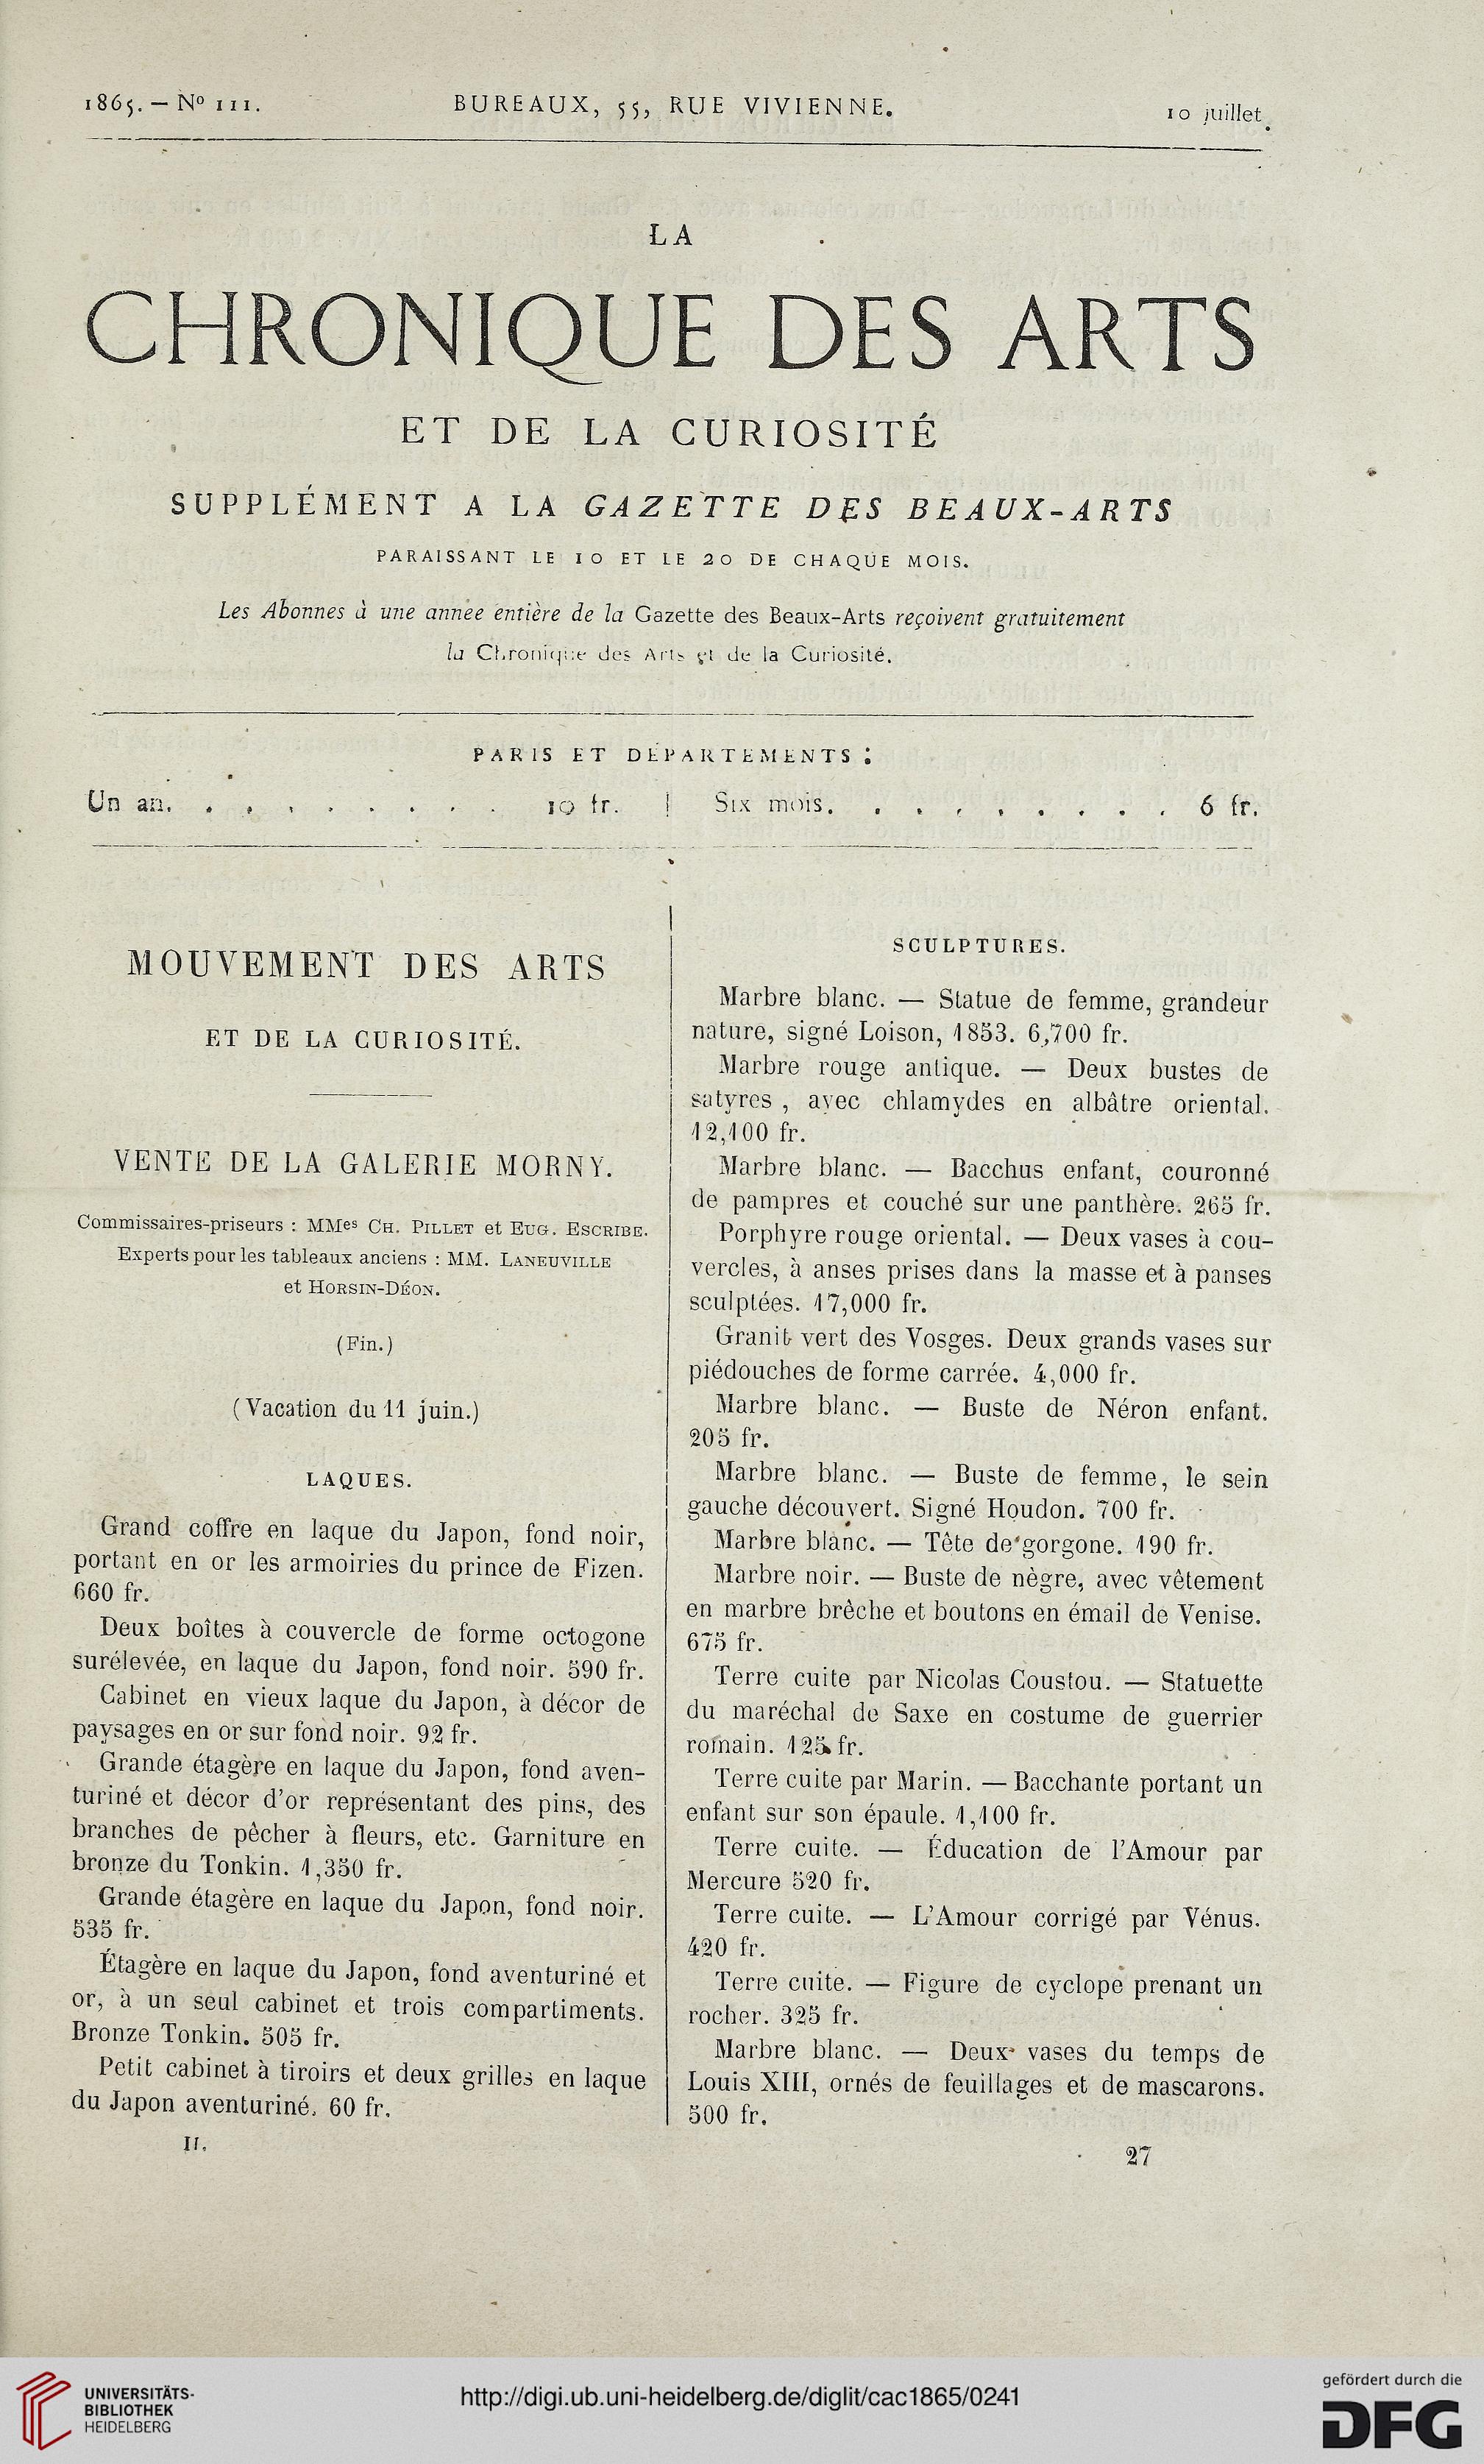 1865. — Nº 111.
BUREAUX, 55, RUE VIVIENNE.
10 juillet.
LA
CHRONIQUE DES ARTS
ET DE LA CURIOSITÉ
SUPPLÉMENT A LA GAZETTE DES BEAUX-ARTS
PARAISSANT LE 10 ET LE 20 DE CHAQUE MOIS.
Les Abonnes à une annee entière de la Gazette des Beaux-Arts reçoivent gratuitement
la Chronique des Arts et de la Curiosité.
PARIS ET DÉPARTEMENTS :
Un an. . . . . . . . . 10 fr. | Six mois. . . . . . . . . 6 fr.
MOUVEMENT DES ARTS
ET DE LA CURIOSITÉ.
VENTE DE LA GALERIE MORNY.
Commissaires-priseurs : MMes CH. PILLET et EUG. ESCRIBE.
Experts pour les tableaux anciens : MM. LANEUVILLE
et HORSIN-DÉON.
(Fin.)
(Vacation du 11 juin.)
LAQUES.
Grand coffre en laque du Japon, fond noir,
portant en or les armoiries du prince de Fizen.
660 fr.
Deux boîtes à couvercle de forme octogone
surélevée, en laque du Japon, fond noir. 590 fr.
Cabinet en vieux laque du Japon, à décor de
paysages en or sur fond noir. 92 fr.
Grande étagère en laque du Japon, fond aven-
turiné et décor d'or représentant des pins, des
branches de pêcher à fleurs, etc. Garniture en
bronze du Tonkin. 1,350 fr.
Grande étagère en laque du Japon, fond noir.
535 fr.
Étagère en laque du Japon, fond aventuriné et
or, à un seul cabinet et trois compartiments.
Bronze Tonkin. 505 fr.
Petit cabinet à tiroirs et deux grilles en laque
du Japon aventuriné. 60 fr.
II.
SCULPTURES.
Marbre blanc. — Statue de femme, grandeur
nature, signé Loison, 1853. 6,700 fr.
Marbre rouge antique. — Deux bustes de
satyres, avec chlamydes en albâtre oriental.
12,100 fr.
Marbre blanc. — Bacchus enfant, couronné
de pampres et couché sur une panthère. 265 fr.
Porphyre rouge oriental. — Deux vases à cou-
vercles, à anses prises dans la masse et à panses
sculptées. 17,000 fr.
Granit vert des Vosges. Deux grands vases sur
piédouches de forme carrée. 4,000 fr.
Marbre blanc. — Buste de Néron enfant.
205 fr.
Marbre blanc. — Buste de femme, le sein
gauche découvert. Signé Houdon. 700 fr.
Marbre blanc. — Tête de gorgone. 190 fr.
Marbre noir. — Buste de nègre, avec vêtement
en marbre brêche et boutons en émail de Venise.
675 fr.
Terre cuite par Nicolas Coustou. — Statuette
du maréchal de Saxe en costume de guerrier
romain. 125 fr.
Terre cuite par Marin. — Bacchante portant un
enfant sur son épaule. 1,100 fr.
Terre cuite. — Éducation de l'Amour par
Mercure 520 fr.
Terre cuite. — L'Amour corrigé par Vénus.
420 fr.
Terre cuite. — Figure de cyclope prenant un
rocher. 325 fr.
Marbre blanc. — Deux vases du temps de
Louis XIII, ornés de feuillages et de mascarons.
500 fr.
27
UNIVERSITÄTS-
BIBLIOTHEK
HEIDELBERG
http://digi.ub.uni-heidelberg.de/diglit/cac1865/0241
gefördert durch die
DFG